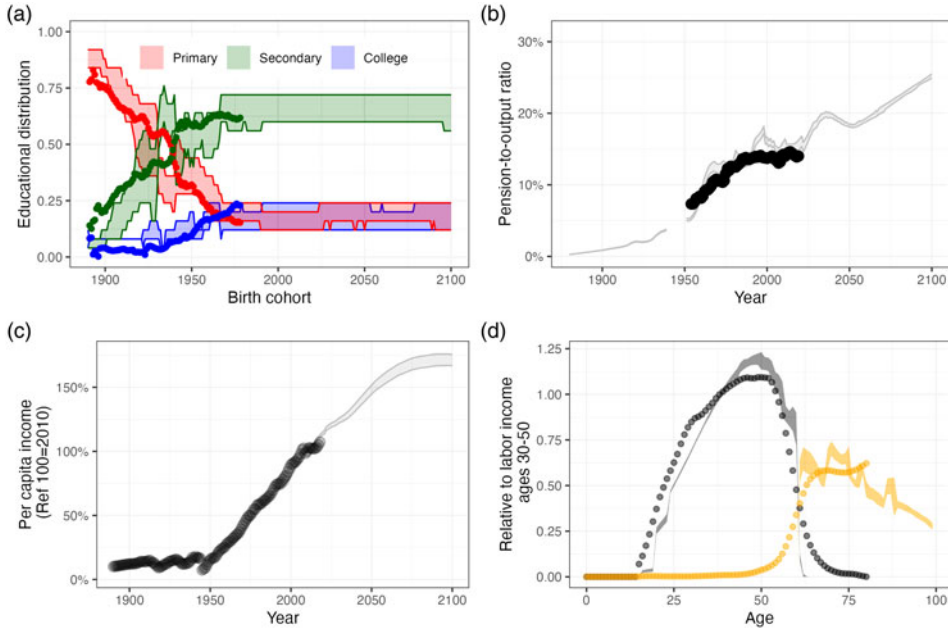 (a)
Educational distribution
1.00
0.75
0.50
0.25
0.00
Primary Secondary College
1900 1950 2000 2050 2100
Birth cohort
(b)
Pension-to-output ratio
30%
20%
10%
0%
1900 1950 2000 2050 2100
Year
(c)
Per capita income
(Ref 100=2010)
150%
100%
50%
0%
1900 1950 2000 2050 2100
Year
(d)
Relative to labor income
ages 30-50
1.25
1.00
0.75
0.50
0.25
0.00
0 25 50 75 100
Age